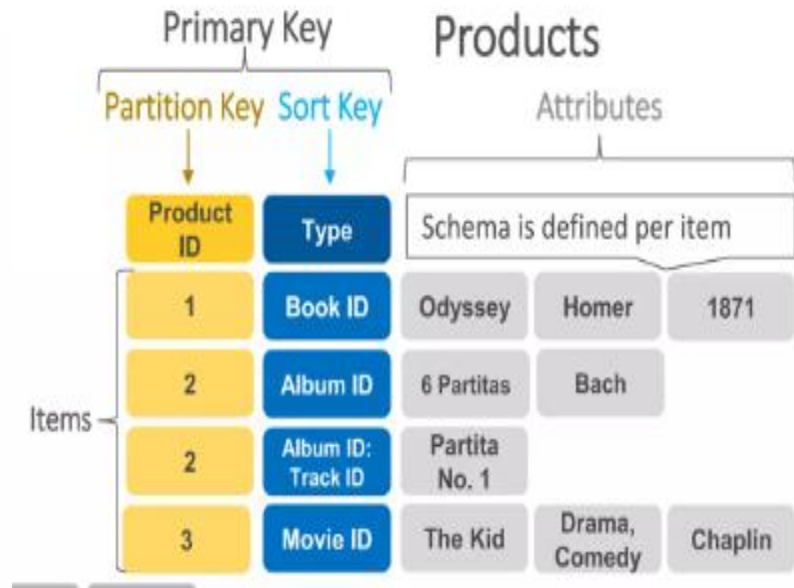 Primary Key
Products
Partition Key Sort Key
Attributes
Product
ID
Type
Schema is defined per item
1
Book ID
Odyssey
Homer
1871
2
Album ID
6 Partitas
Bach
Items
2
Album ID:
Track ID
Partita
No. 1
3
Movie ID
The Kid
Drama,
Comedy
Chaplin